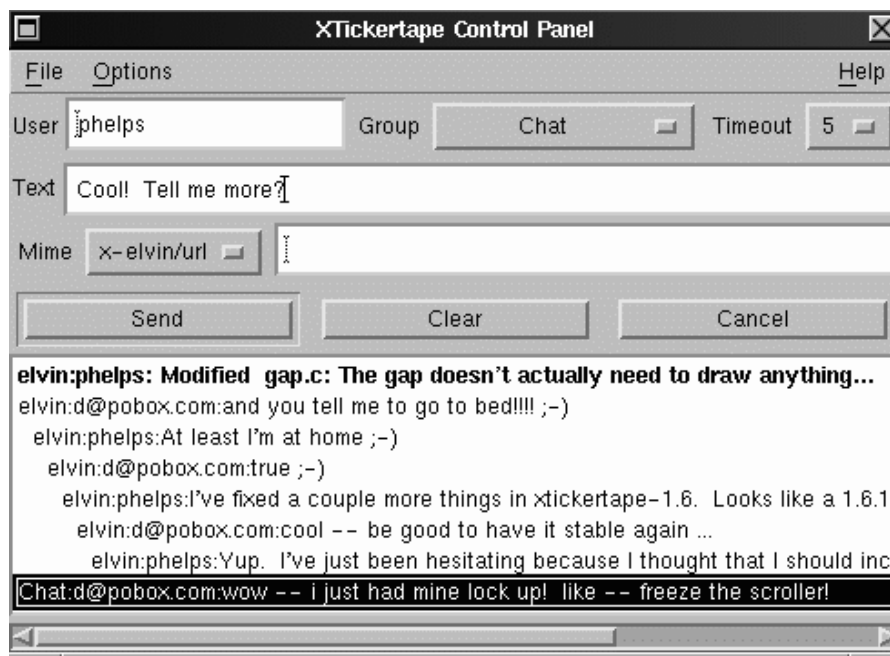 XTickertape Control Panel
File Options Help
User phelps Group Chat Timeout 5
Text Cool! Tell me more?
Mime x-elvin/url
Send Clear Cancel
elvin:phelps: Modified gap.c: The gap doesn't actually need to draw anything...
elvin:d@pobox.com:and you tell me to go to bed!!!! ;-)
elvin:phelps:At least I'm at home ;-)
elvin:d@pobox.com:true ;-)
elvin:phelps:I've fixed a couple more things in xtickertape-1.6. Looks like a 1.6.1
elvin:d@pobox.com:cool -- be good to have it stable again ...
elvin:phelps:Yup. I've just been hesitating because I thought that I should inc
Chat:d@pobox.com:wow -- i just had mine lock up! like -- freeze the scroller!